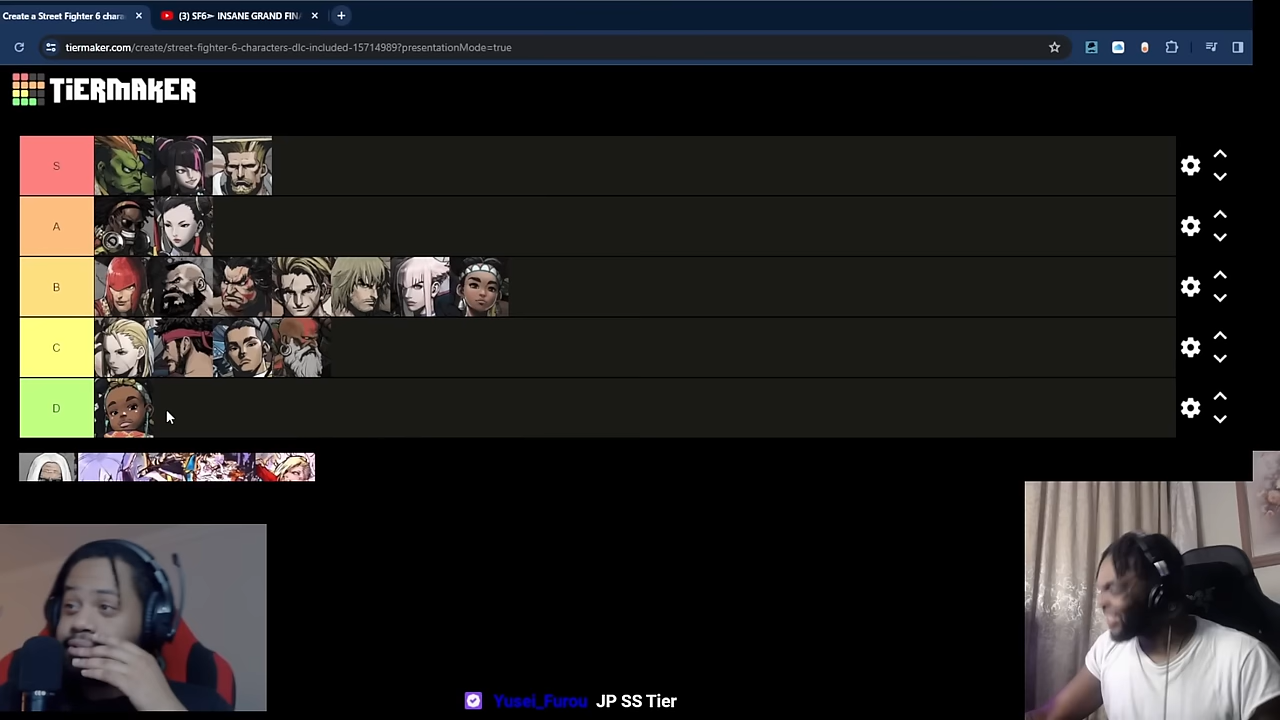 Create a Street Fighter 6 chara
(3) SF6➣ INSANE GRAND FIN
tiermaker.com/create/street-fighter-6-characters-dlc-included-15714989?presentationMode=true
TiERMAKER
S
A
B
C
D
Yusei_Furou JP SS Tier